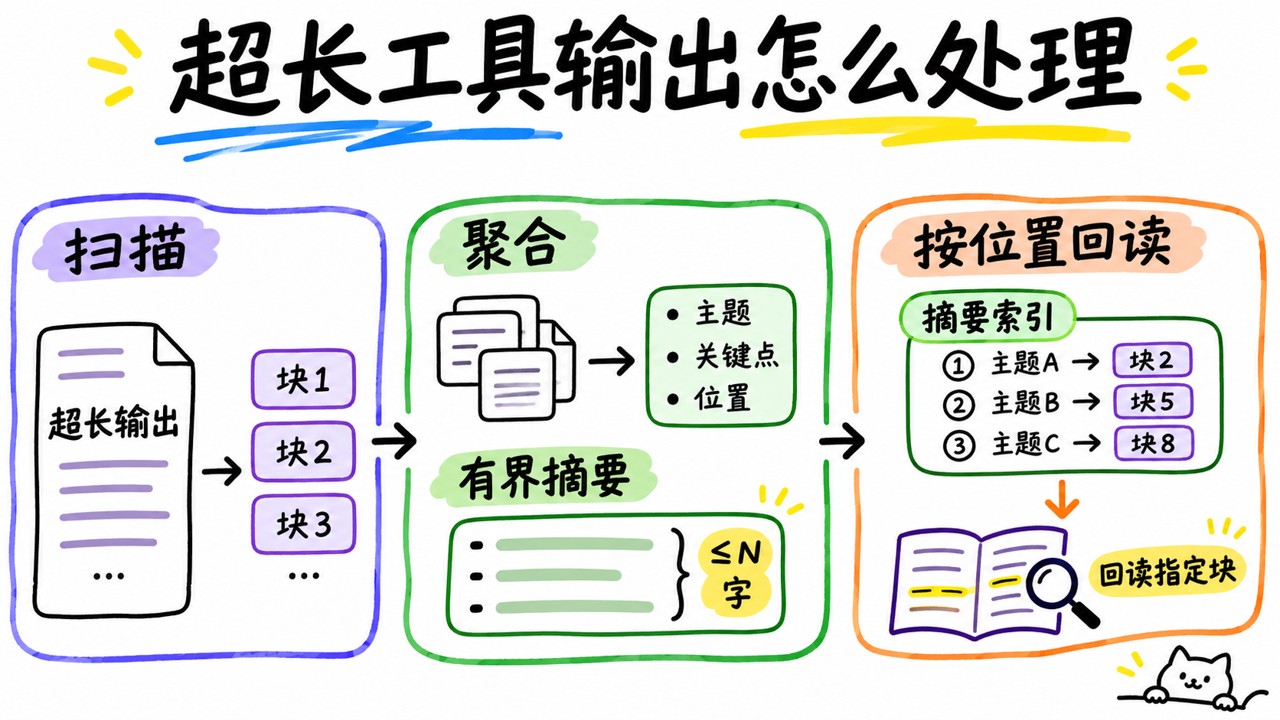 超长工具输出怎么处理
扫描
超长输出
...
块1
块2
块3
...
聚合
• 主题
• 关键点
• 位置
有界摘要
≤N
字
按位置回读
摘要索引
① 主题A → 块2
② 主题B → 块5
③ 主题C → 块8
回读指定块